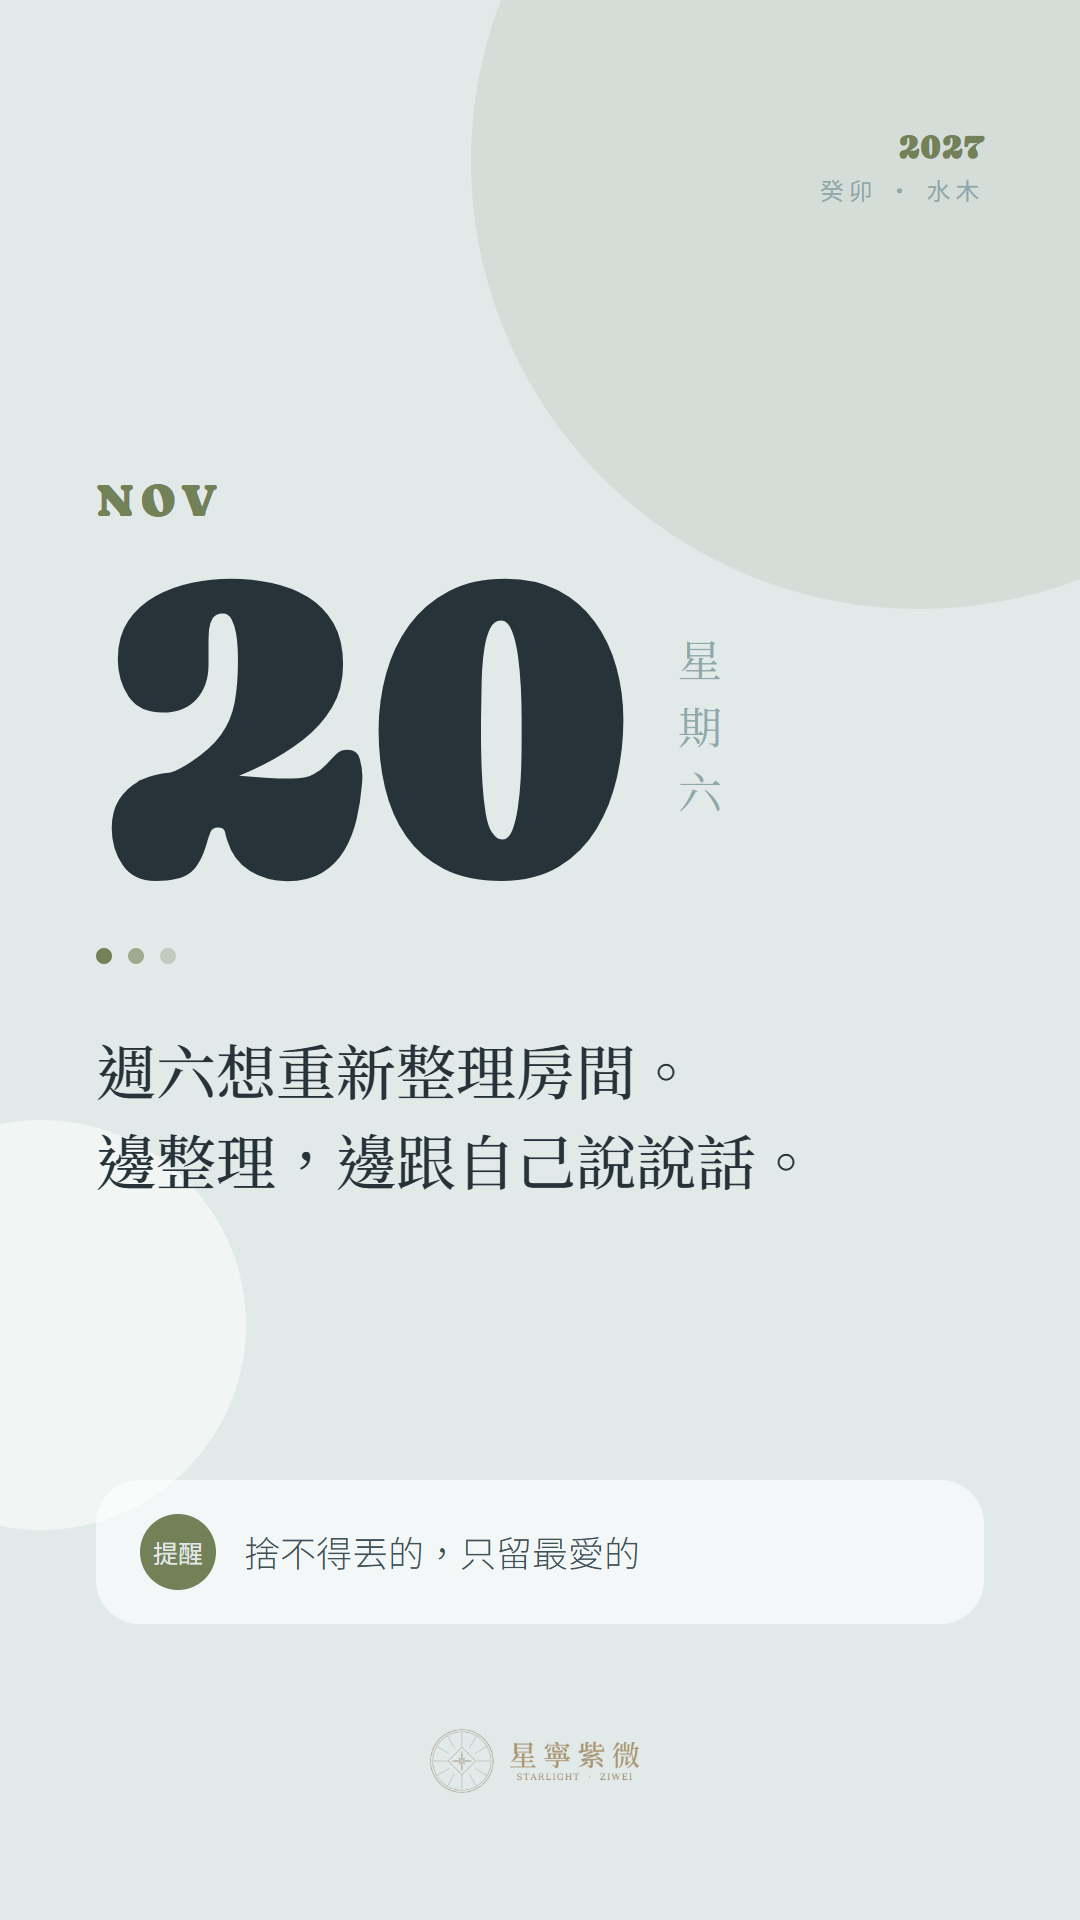 2027
癸卯 · 水木
NOV
20
星期六
週六想重新整理房間。
邊整理，邊跟自己說說話。
提醒
捨不得丟的，只留最愛的
星寧紫微
STARLIGHT · ZIWEI